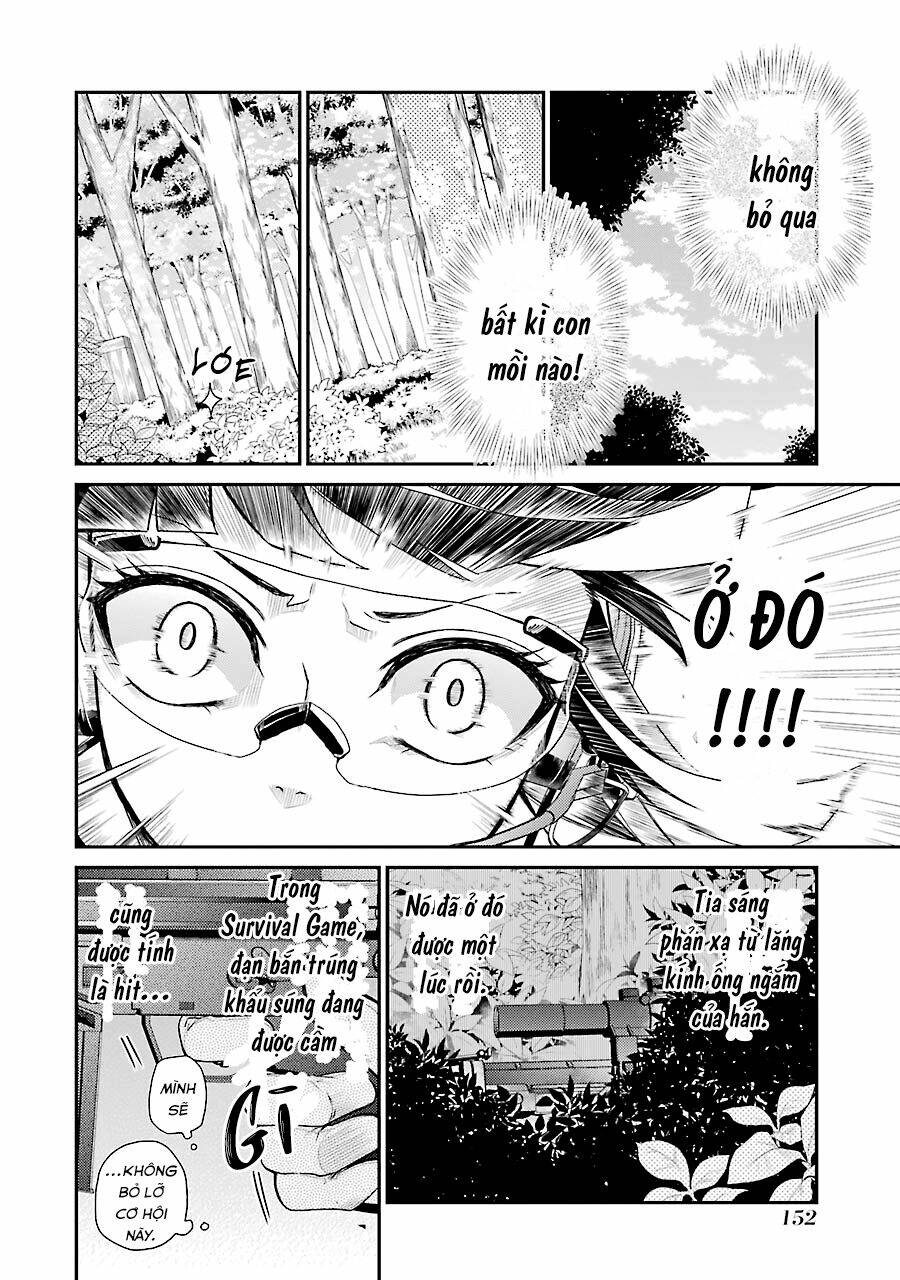 không
bỏ qua
bất kì con
mồi nào!
LÓE
Ở ĐÓ
!!!!
Tia sáng
phản xạ từ lăng
kính ống ngắm
của hắn.
Nó đã ở đó
được một
lúc rồi.
Trong
Survival Game,
đạn bắn trúng
khẩu súng đang
được cầm
cũng
được tính
là hit...
GÌ
MÌNH
SẼ
...KHÔNG
BỎ LỠ
CƠ HỘI
NÀY.
152